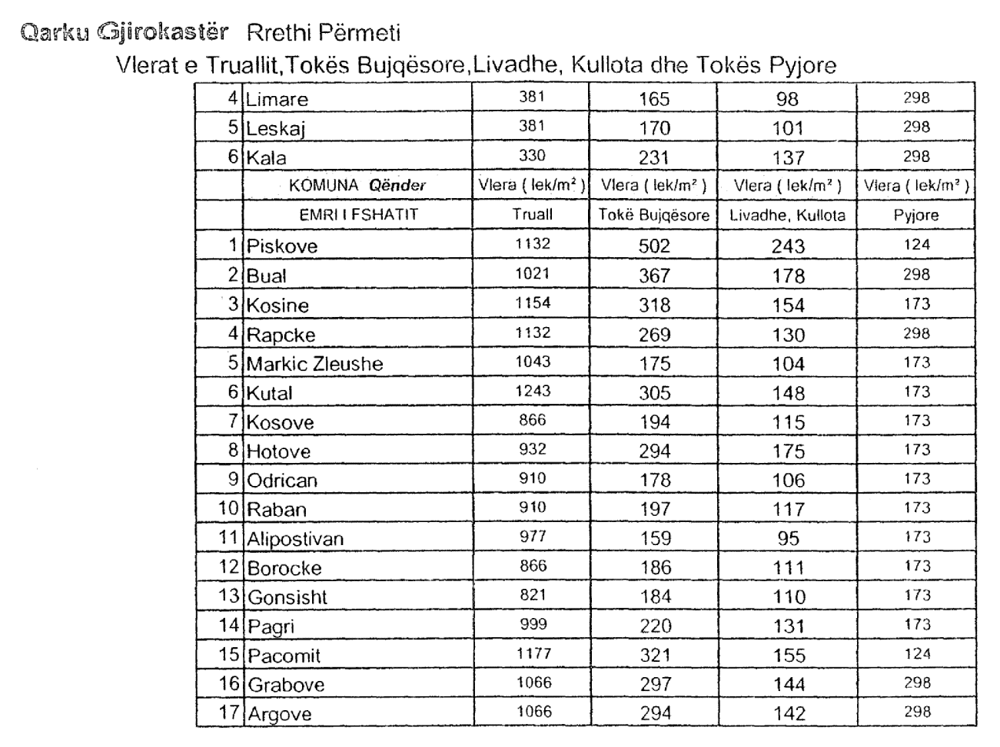 Qarku Gjirokastër Rrethi Përmeti
Vlerat e Truallit,Tokës Bujqësore,Livadhe, Kullota dhe Tokës Pyjore
4 Limare 381 165 98 298
5 Leskaj 381 170 101 298
6 Kala 330 231 137 298
KOMUNA Qënder Vlera ( lek/m² ) Vlera ( lek/m² ) Vlera ( lek/m² ) Vlera ( lek/m² )
EMRI I FSHATIT Truall Tokë Bujqësore Livadhe, Kullota Pyjore
1 Piskove 1132 502 243 124
2 Bual 1021 367 178 298
3 Kosine 1154 318 154 173
4 Rapcke 1132 269 130 298
5 Markic Zleushe 1043 175 104 173
6 Kutal 1243 305 148 173
7 Kosove 866 194 115 173
8 Hotove 932 294 175 173
9 Odrican 910 178 106 173
10 Raban 910 197 117 173
11 Alipostivan 977 159 95 173
12 Borocke 866 186 111 173
13 Gonsisht 821 184 110 173
14 Pagri 999 220 131 173
15 Pacomit 1177 321 155 124
16 Grabove 1066 297 144 298
17 Argove 1066 294 142 298